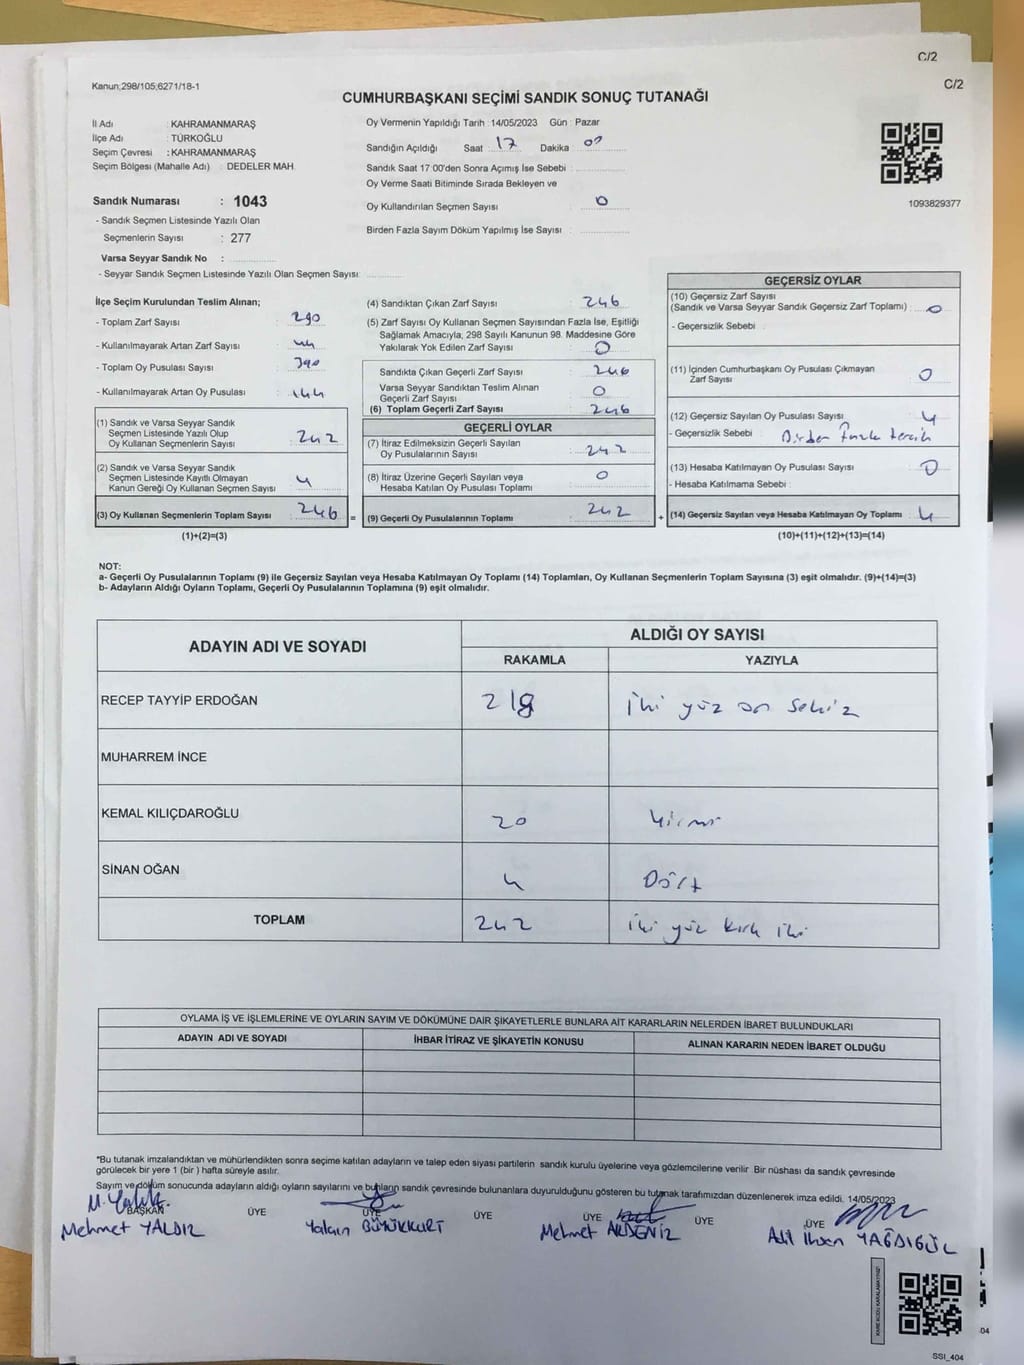 C/2
C/2
Kanun;298/105;6271/18-1
CUMHURBAŞKANI SEÇİMİ SANDIK SONUÇ TUTANAĞI
İl Adı : KAHRAMANMARAŞ
İlçe Adı : TÜRKOĞLU
Seçim Çevresi : KAHRAMANMARAŞ
Seçim Bölgesi (Mahalle Adı) : DEDELER MAH.
Sandık Numarası : 1043
- Sandık Seçmen Listesinde Yazılı Olan
Seçmenlerin Sayısı : 277
Varsa Seyyar Sandık No :
- Seyyar Sandık Seçmen Listesinde Yazılı Olan Seçmen Sayısı:
Oy Vermenin Yapıldığı Tarih :14/05/2023 Gün : Pazar
Sandığın Açıldığı Saat : 17 Dakika : 00
Sandık Saat 17:00'den Sonra Açımış İse Sebebi :
Oy Verme Saati Bitiminde Sırada Bekleyen ve
Oy Kullandırılan Seçmen Sayısı : 0
Birden Fazla Sayım Döküm Yapılmış İse Sayısı :
1093829377
İlçe Seçim Kurulundan Teslim Alınan;
- Toplam Zarf Sayısı : 290
- Kullanılmayarak Artan Zarf Sayısı : 44
- Toplam Oy Pusulası Sayısı : 390
- Kullanılmayarak Artan Oy Pusulası : 144
(1) Sandık ve Varsa Seyyar Sandık
Seçmen Listesinde Yazılı Olup
Oy Kullanan Seçmenlerin Sayısı : 242
(2) Sandık ve Varsa Seyyar Sandık
Seçmen Listesinde Kayıtlı Olmayan
Kanun Gereği Oy Kullanan Seçmen Sayısı : 4
(3) Oy Kullanan Seçmenlerin Toplam Sayısı : 246
(1)+(2)=(3)
(4) Sandıktan Çıkan Zarf Sayısı : 246
(5) Zarf Sayısı Oy Kullanan Seçmen Sayısından Fazla İse, Eşitliği
Sağlamak Amacıyla, 298 Sayılı Kanunun 98. Maddesine Göre
Yakılarak Yok Edilen Zarf Sayısı : 0
Sandıkta Çıkan Geçerli Zarf Sayısı : 246
Varsa Seyyar Sandıktan Teslim Alınan
Geçerli Zarf Sayısı : 0
(6) Toplam Geçerli Zarf Sayısı : 246
GEÇERLİ OYLAR
(7) İtiraz Edilmeksizin Geçerli Sayılan
Oy Pusulalarının Sayısı : 242
(8) İtiraz Üzerine Geçerli Sayılan veya
Hesaba Katılan Oy Pusulası Toplamı : 0
= (9) Geçerli Oy Pusulalarının Toplamı : 242
GEÇERSİZ OYLAR
(10) Geçersiz Zarf Sayısı
(Sandık ve Varsa Seyyar Sandık Geçersiz Zarf Toplamı) : 0
- Geçersizlik Sebebi :
(11) İçinden Cumhurbaşkanı Oy Pusulası Çıkmayan
Zarf Sayısı : 0
(12) Geçersiz Sayılan Oy Pusulası Sayısı : 4
- Geçersizlik Sebebi : Birden fazla tercih
(13) Hesaba Katılmayan Oy Pusulası Sayısı : 0
- Hesaba Katılmama Sebebi :
+ (14) Geçersiz Sayılan veya Hesaba Katılmayan Oy Toplamı : 4
(10)+(11)+(12)+(13)=(14)
NOT:
a- Geçerli Oy Pusulalarının Toplamı (9) ile Geçersiz Sayılan veya Hesaba Katılmayan Oy Toplamı (14) Toplamları, Oy Kullanan Seçmenlerin Toplam Sayısına (3) eşit olmalıdır. (9)+(14)=(3)
b- Adayların Aldığı Oyların Toplamı, Geçerli Oy Pusulalarının Toplamına (9) eşit olmalıdır.
ADAYIN ADI VE SOYADI ALDIĞI OY SAYISI
RAKAMLA YAZIYLA
RECEP TAYYİP ERDOĞAN 218 iki yüz on sekiz
MUHARREM İNCE
KEMAL KILIÇDAROĞLU 20 Yirmi
SİNAN OĞAN 4 Dört
TOPLAM 242 iki yüz kırk iki
OYLAMA İŞ VE İŞLEMLERİNE VE OYLARIN SAYIM VE DÖKÜMÜNE DAİR ŞİKAYETLERLE BUNLARA AİT KARARLARIN NELERDEN İBARET BULUNDUKLARI
ADAYIN ADI VE SOYADI İHBAR İTİRAZ VE ŞİKAYETİN KONUSU ALINAN KARARIN NEDEN İBARET OLDUĞU
*Bu tutanak imzalandıktan ve mühürlendikten sonra seçime katılan adayların ve talep eden siyasi partilerin sandık kurulu üyelerine veya gözlemcilerine verilir. Bir nüshası da sandık çevresinde
görülecek bir yere 1 (bir) hafta süreyle asılır.
Sayım ve döküm sonucunda adayların aldığı oyların sayılarını ve bunların sandık çevresinde bulunanlara duyurulduğunu gösteren bu tutanak tarafımızdan düzenlenerek imza edildi. 14/05/2023
BAŞKAN ÜYE ÜYE ÜYE ÜYE ÜYE ÜYE
Mehmet YALDIZ Yalçın BÜYÜKKURT Mehmet AKDENİZ Adil İhsan YAĞDIGÜL
KARE KODU KARALAMAYINIZ!
SSI_404
04